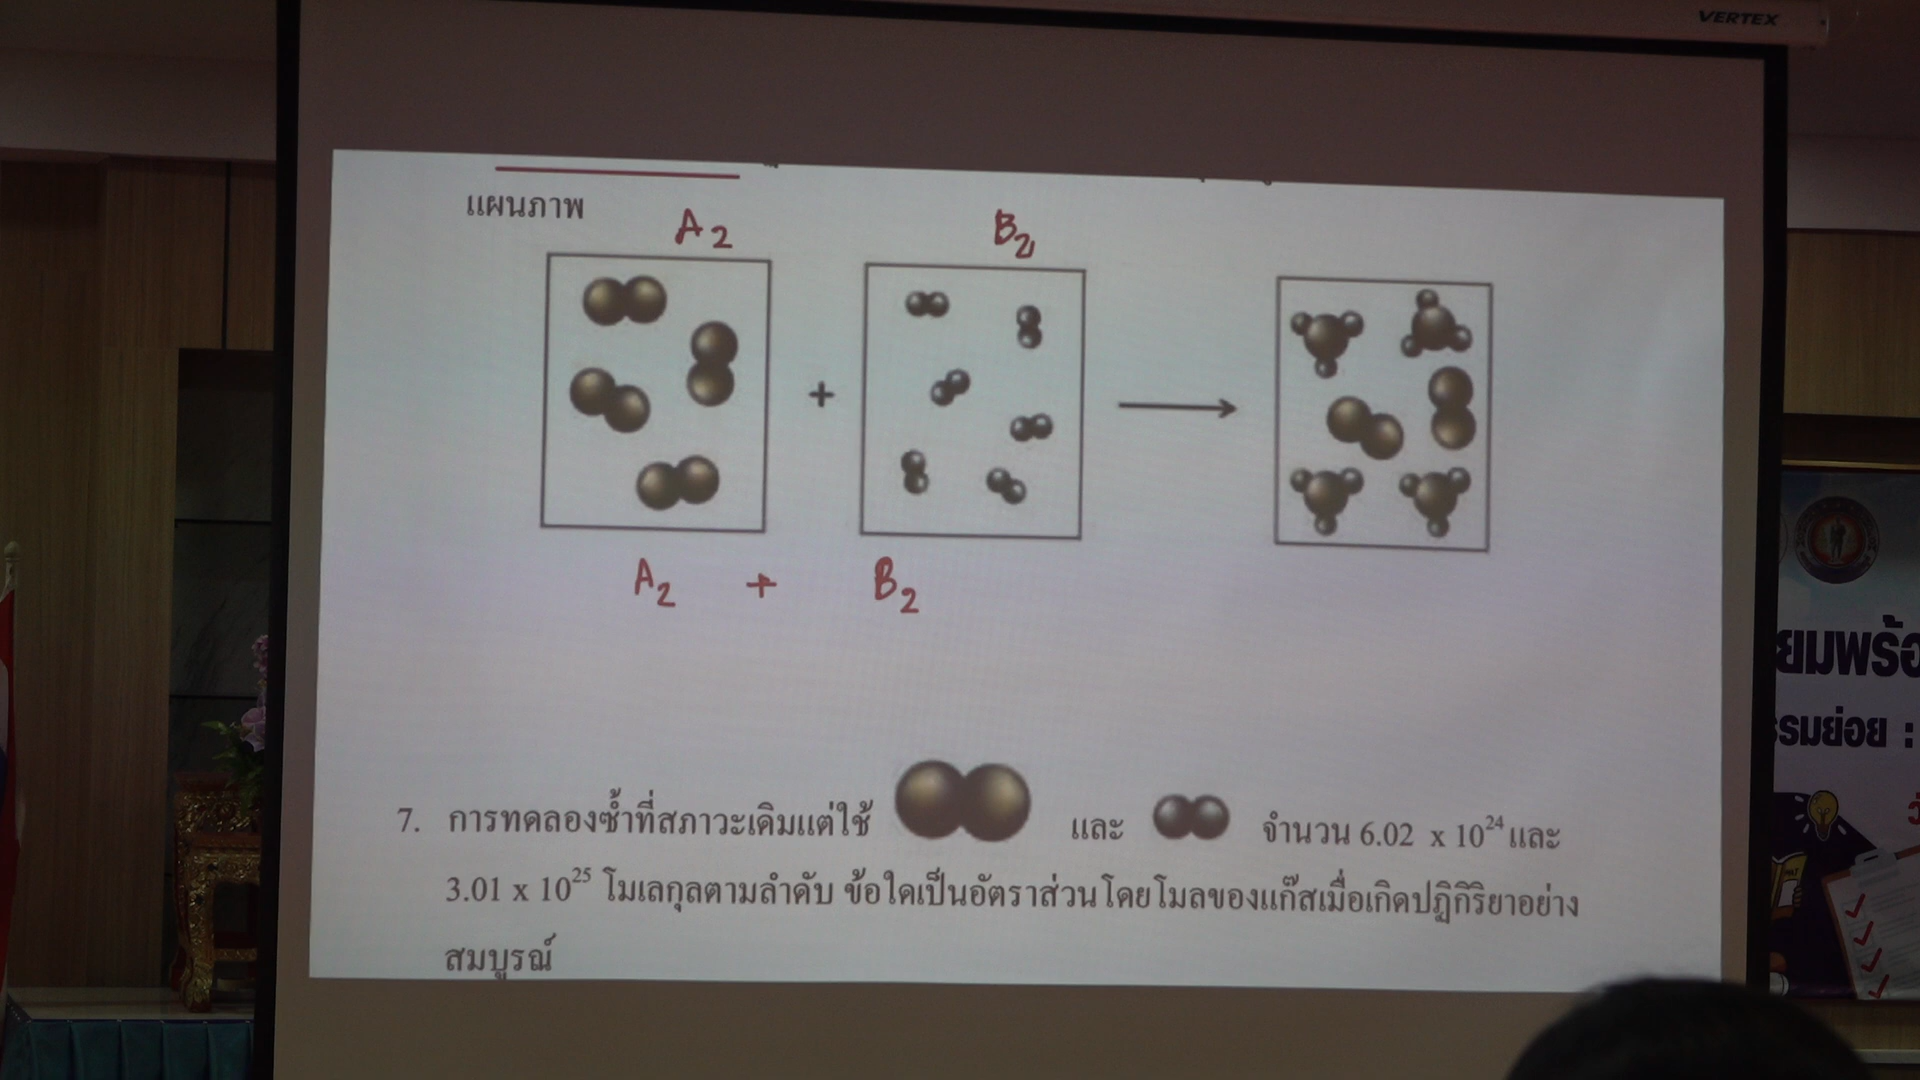 VERTEX
แผนภาพ
A2
B2
+
A2 + B2
7. การทดลองซ้ำที่สภาวะเดิมแต่ใช้ และ จำนวน 6.02 x 10^24 และ
3.01 x 10^25 โมเลกุลตามลำดับ ข้อใดเป็นอัตราส่วนโดยโมลของแก๊สเมื่อเกิดปฏิกิริยาอย่าง
สมบูรณ์